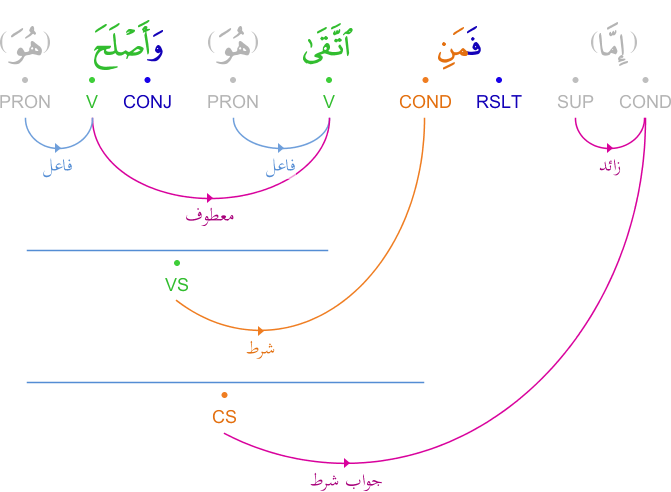 (إِمَّا) فَمَنِ ٱتَّقَىٰ (هُوَ) وَأَصْلَحَ (هُوَ)
COND SUP RSLT COND V PRON CONJ V PRON
زائد فاعل فاعل
معطوف
VS
شرط
CS
جواب شرط